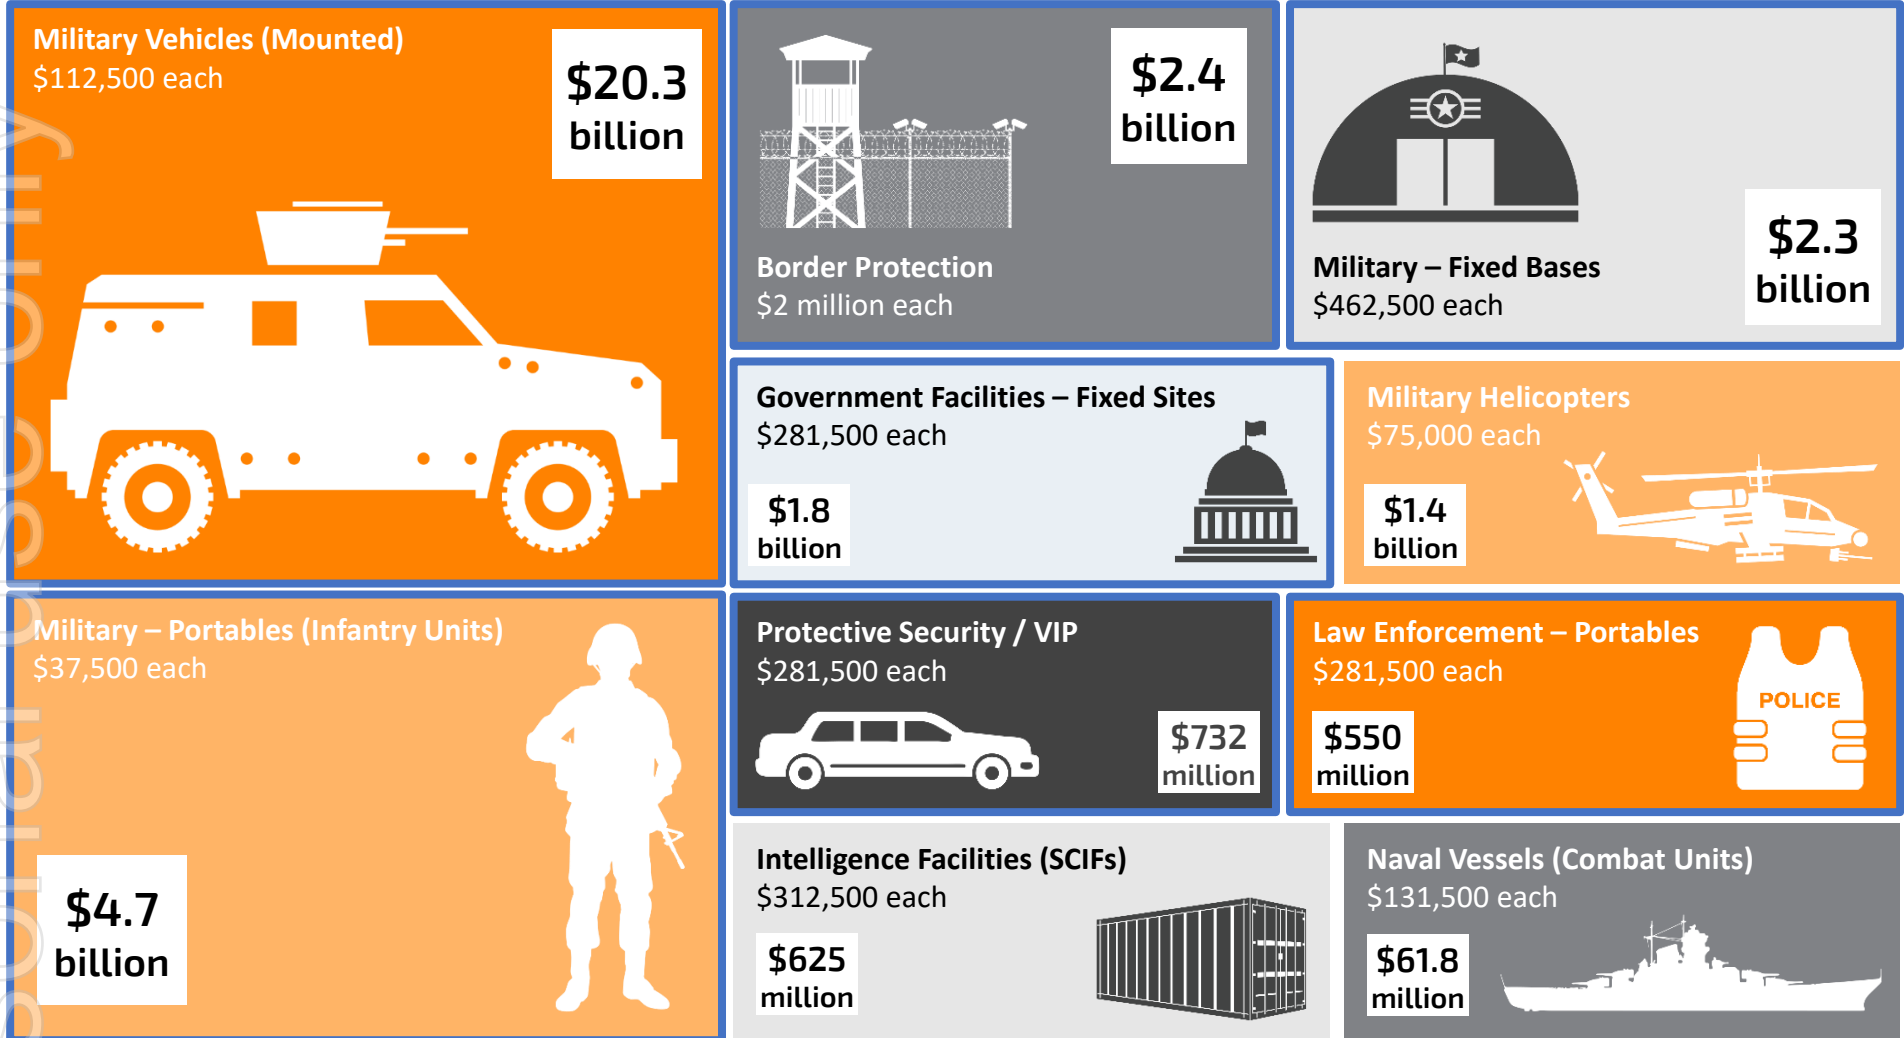 Military Vehicles (Mounted)
$112,500 each
$20.3
billion
$2.4
billion
Border Protection
$2 million each
Military – Fixed Bases
$462,500 each
$2.3
billion
Government Facilities – Fixed Sites
$281,500 each
$1.8
billion
Military Helicopters
$75,000 each
$1.4
billion
Military – Portables (Infantry Units)
$37,500 each
$4.7
billion
Protective Security / VIP
$281,500 each
$732
million
Law Enforcement – Portables
$281,500 each
POLICE
$550
million
Intelligence Facilities (SCIFs)
$312,500 each
$625
million
Naval Vessels (Combat Units)
$131,500 each
$61.8
million